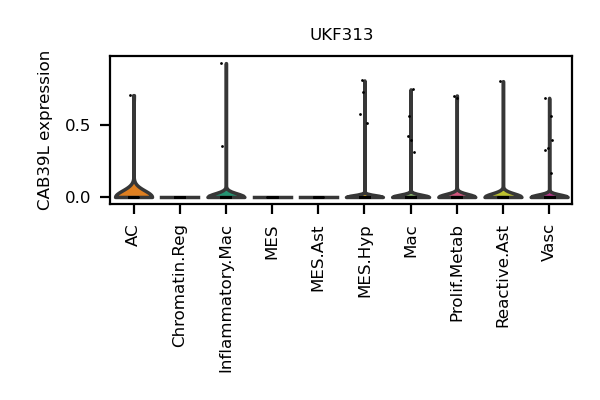 UKF313
CAB39L expression
0.5
0.0
AC
Chromatin.Reg
Inflammatory.Mac
MES
MES.Ast
MES.Hyp
Mac
Prolif.Metab
Reactive.Ast
Vasc